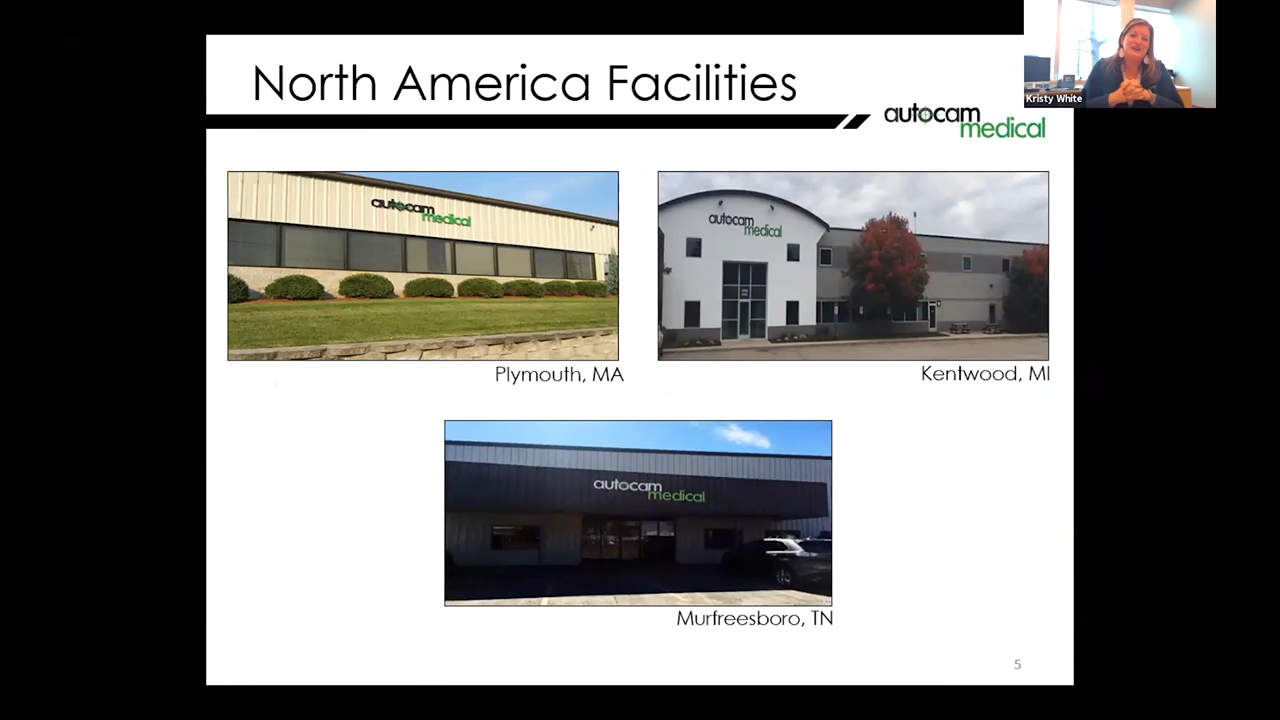 North America Facilities
Kristy White
autocam
medical
autocam
medical
autocam
medical
Plymouth, MA
Kentwood, MI
autocam
medical
Murfreesboro, TN
5